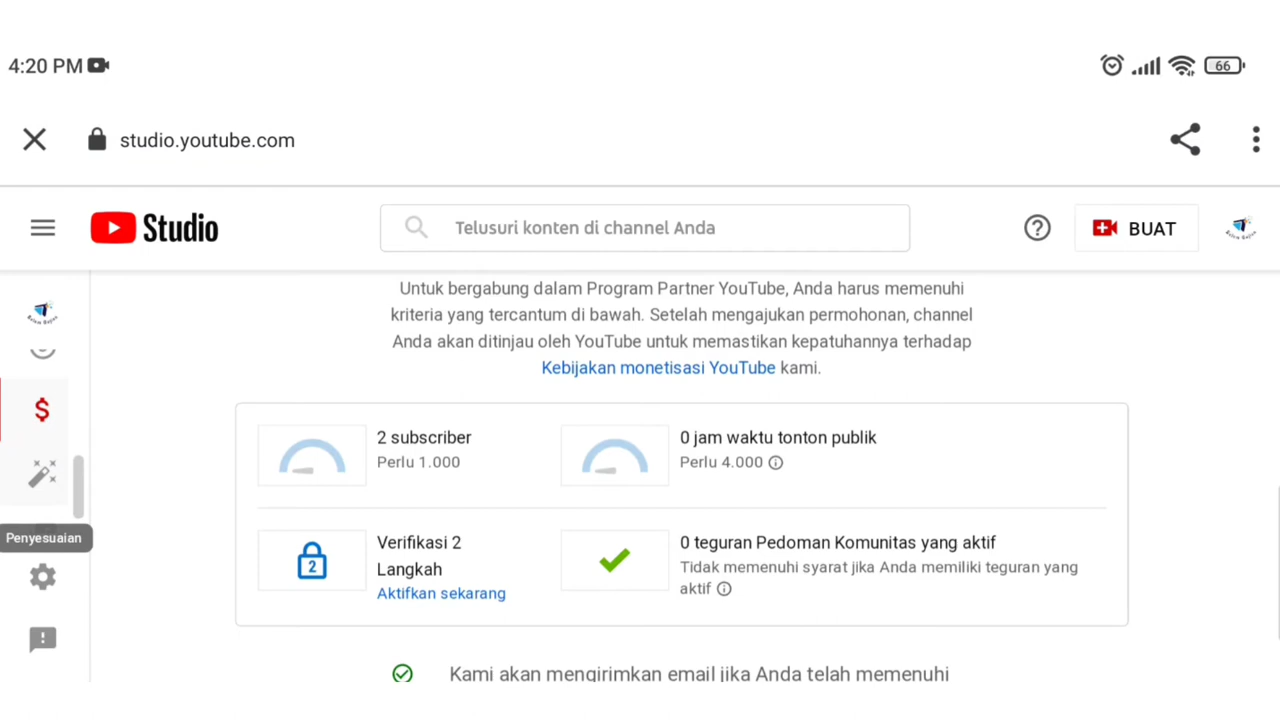 4:20 PM
66
studio.youtube.com
Studio
Telusuri konten di channel Anda
BUAT
Untuk bergabung dalam Program Partner YouTube, Anda harus memenuhi
kriteria yang tercantum di bawah. Setelah mengajukan permohonan, channel
Anda akan ditinjau oleh YouTube untuk memastikan kepatuhannya terhadap
Kebijakan monetisasi YouTube kami.
2 subscriber
Perlu 1.000
0 jam waktu tonton publik
Perlu 4.000
2
Verifikasi 2
Langkah
Aktifkan sekarang
0 teguran Pedoman Komunitas yang aktif
Tidak memenuhi syarat jika Anda memiliki teguran yang
aktif
Penyesuaian
Kami akan mengirimkan email jika Anda telah memenuhi